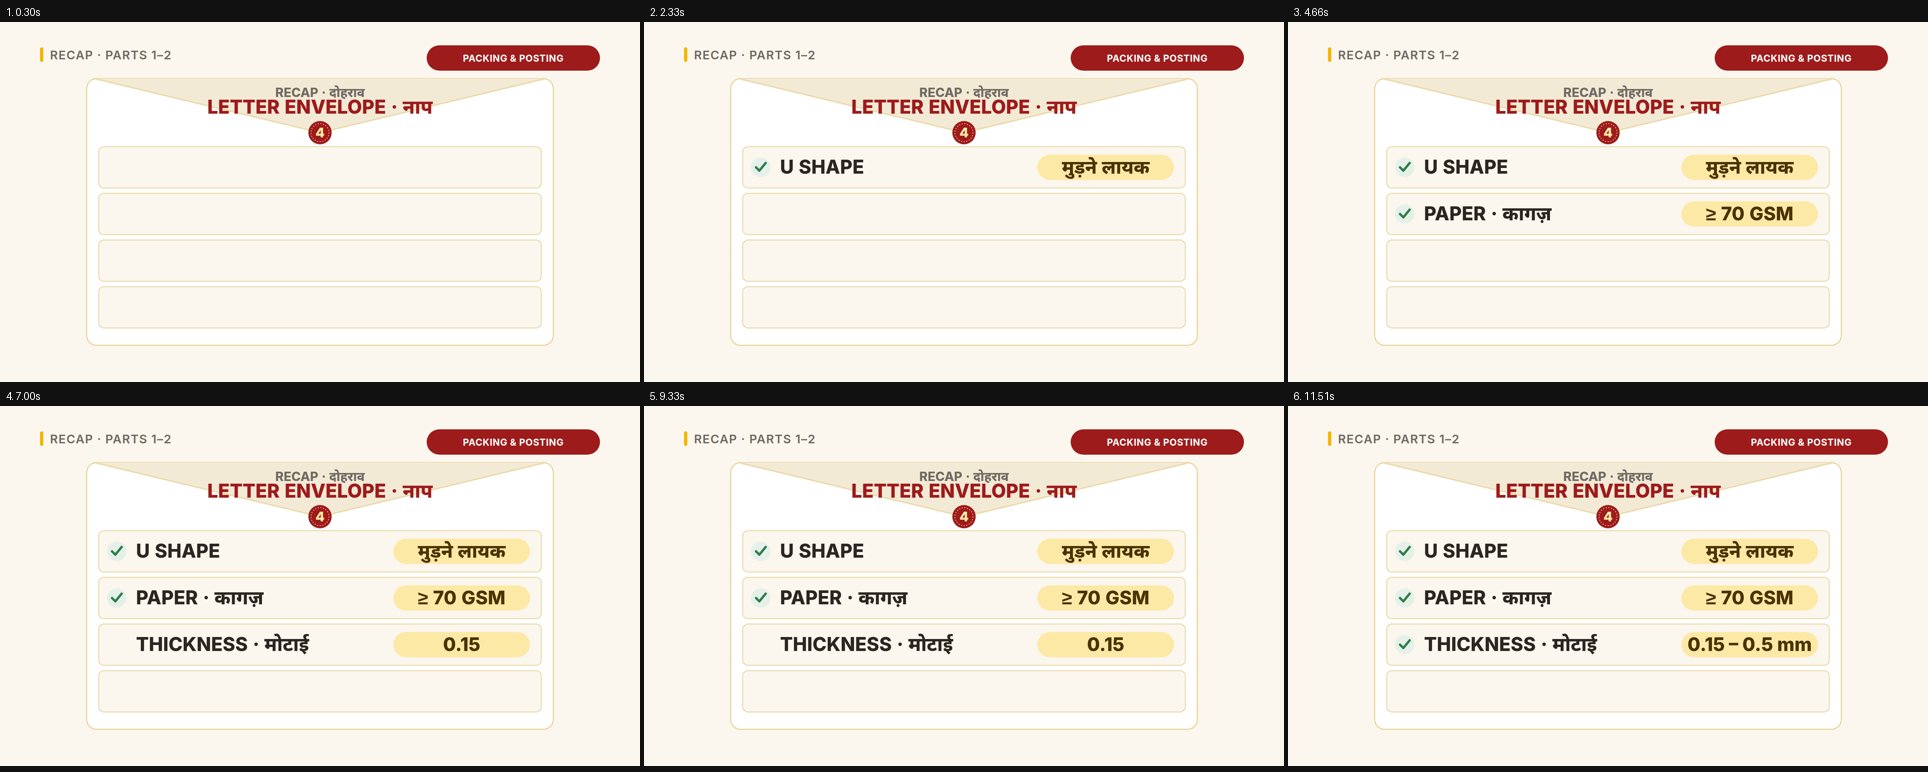 1. 0.30s
RECAP · PARTS 1–2
PACKING & POSTING
RECAP · दोहराव
LETTER ENVELOPE · नाप
4
2. 2.33s
RECAP · PARTS 1–2
PACKING & POSTING
RECAP · दोहराव
LETTER ENVELOPE · नाप
4
U SHAPE मुड़ने लायक
3. 4.66s
RECAP · PARTS 1–2
PACKING & POSTING
RECAP · दोहराव
LETTER ENVELOPE · नाप
4
U SHAPE मुड़ने लायक
PAPER · कागज़ ≥ 70 GSM
4. 7.00s
RECAP · PARTS 1–2
PACKING & POSTING
RECAP · दोहराव
LETTER ENVELOPE · नाप
4
U SHAPE मुड़ने लायक
PAPER · कागज़ ≥ 70 GSM
THICKNESS · मोटाई 0.15
5. 9.33s
RECAP · PARTS 1–2
PACKING & POSTING
RECAP · दोहराव
LETTER ENVELOPE · नाप
4
U SHAPE मुड़ने लायक
PAPER · कागज़ ≥ 70 GSM
THICKNESS · मोटाई 0.15
6. 11.51s
RECAP · PARTS 1–2
PACKING & POSTING
RECAP · दोहराव
LETTER ENVELOPE · नाप
4
U SHAPE मुड़ने लायक
PAPER · कागज़ ≥ 70 GSM
THICKNESS · मोटाई 0.15 – 0.5 mm